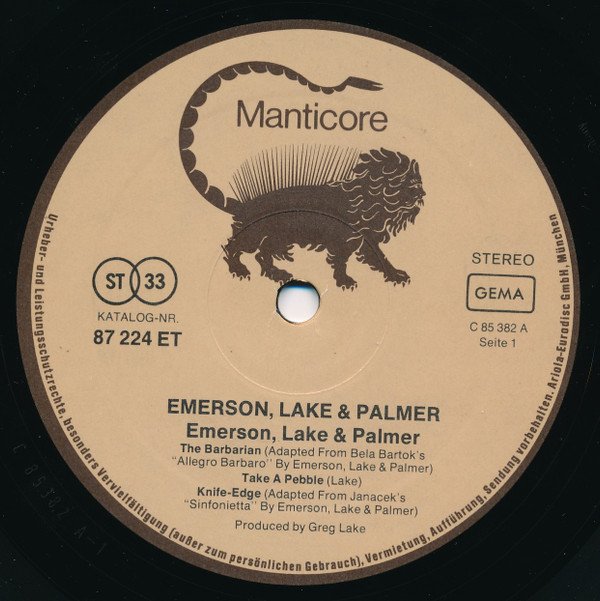 Manticore
ST 33
KATALOG-NR.
87 224 ET
STEREO
GEMA
C 85 382 A
Seite 1
EMERSON, LAKE & PALMER
Emerson, Lake & Palmer
The Barbarian (Adapted From Bela Bartok's
"Allegro Barbaro" By Emerson, Lake & Palmer)
Take A Pebble (Lake)
Knife-Edge (Adapted From Janacek's
"Sinfonietta" By Emerson, Lake & Palmer)
Produced by Greg Lake
Urheber- und Leistungsschutzrechte, besonders Vervielfältigung (außer zum persönlichen Gebrauch), Vermietung, Aufführung, Sendung vorbehalten. Ariola-Eurodisc GmbH, München